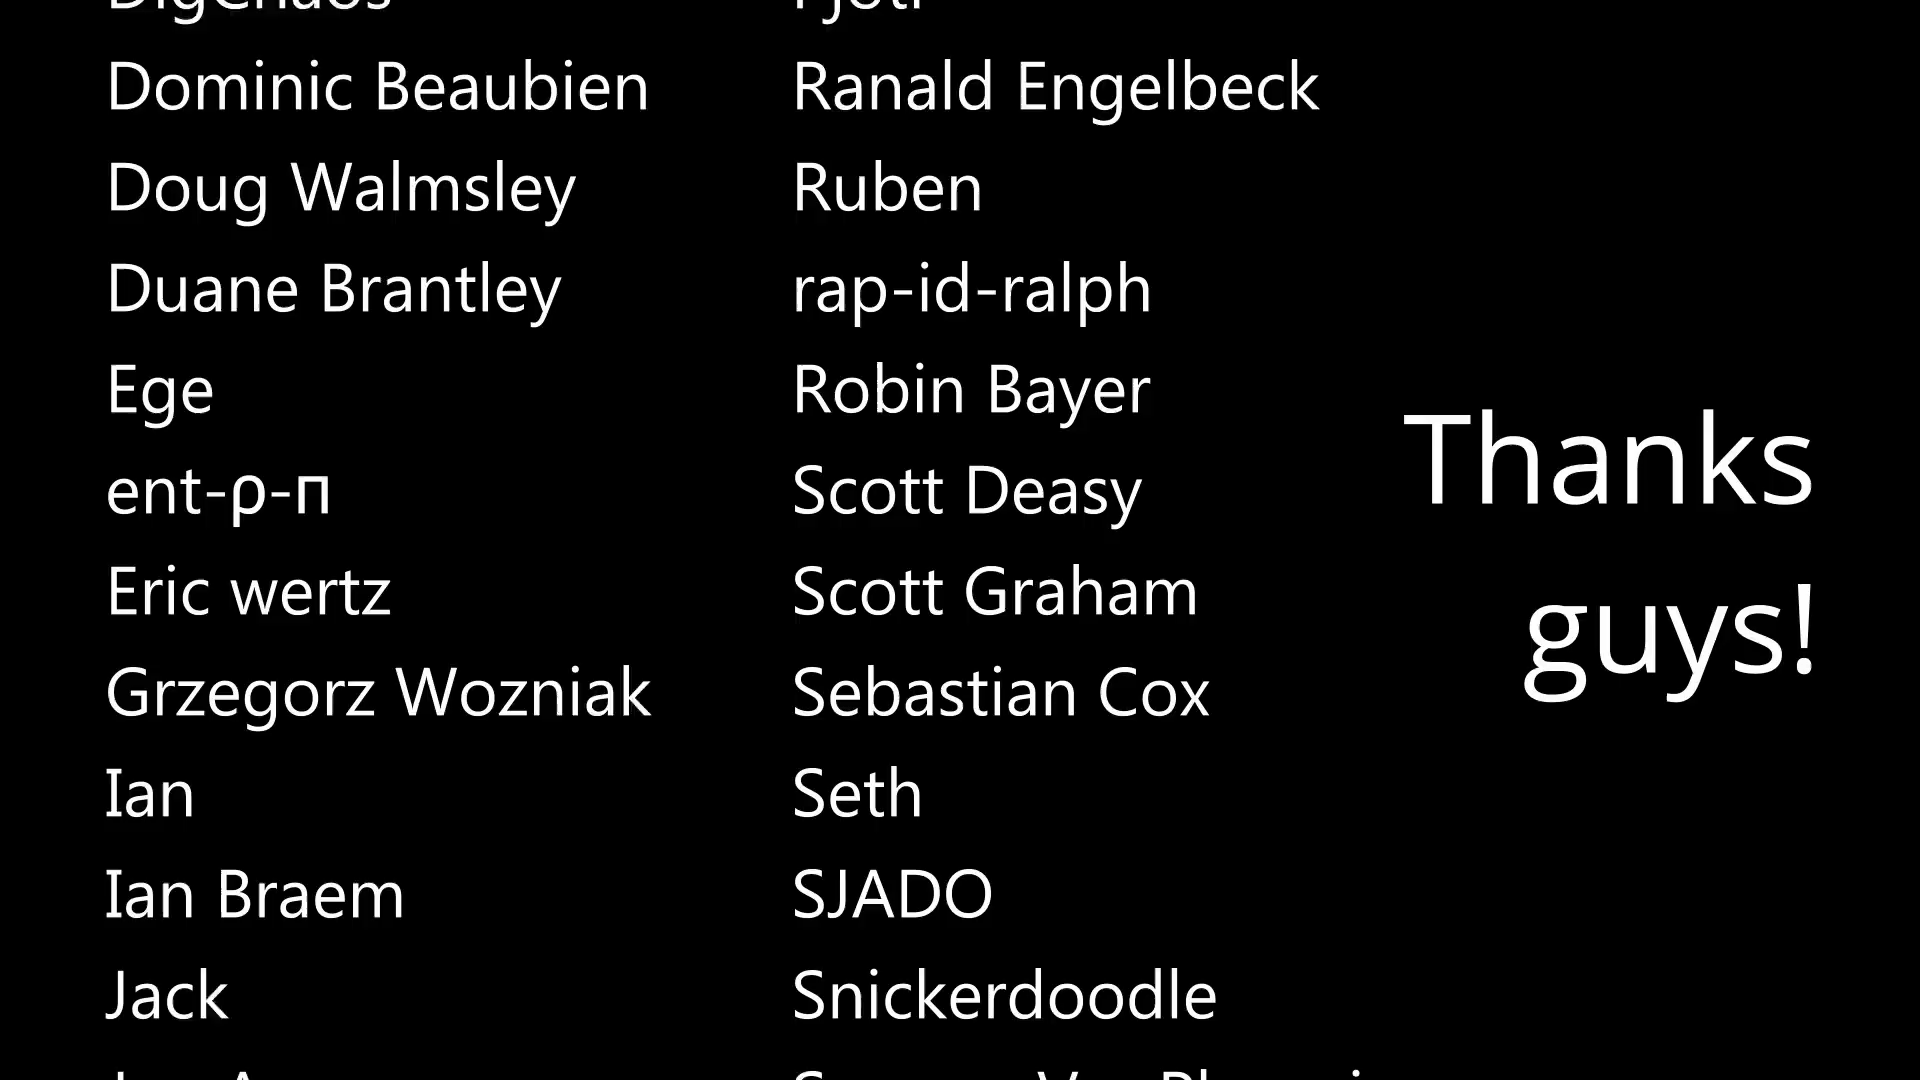 DigChaos
Dominic Beaubien
Doug Walmsley
Duane Brantley
Ege
ent-ρ-п
Eric wertz
Grzegorz Wozniak
Ian
Ian Braem
Jack
Ranald Engelbeck
Ruben
rap-id-ralph
Robin Bayer
Scott Deasy
Scott Graham
Sebastian Cox
Seth
SJADO
Snickerdoodle
Thanks
guys!